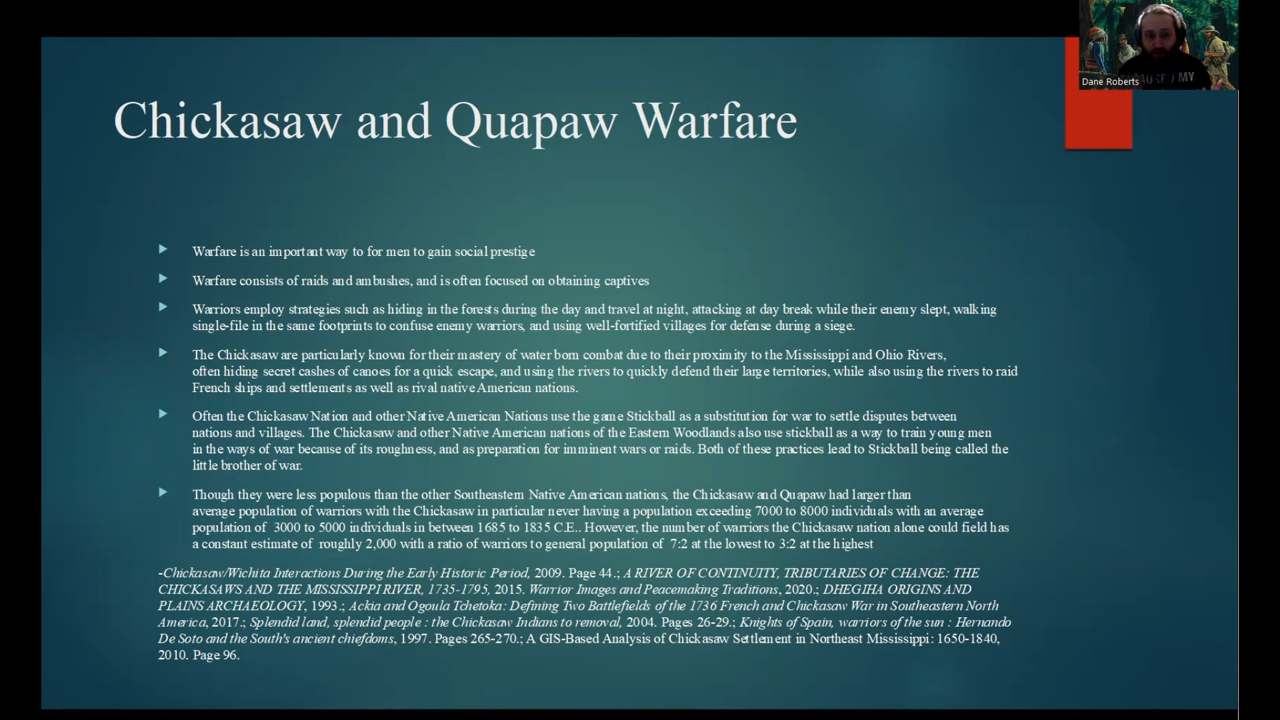 Dane Roberts
Chickasaw and Quapaw Warfare
Warfare is an important way to for men to gain social prestige
Warfare consists of raids and ambushes, and is often focused on obtaining captives
Warriors employ strategies such as hiding in the forests during the day and travel at night, attacking at day break while their enemy slept, walking
single-file in the same footprints to confuse enemy warriors, and using well-fortified villages for defense during a siege.
The Chickasaw are particularly known for their mastery of water born combat due to their proximity to the Mississippi and Ohio Rivers,
often hiding secret cashes of canoes for a quick escape, and using the rivers to quickly defend their large territories, while also using the rivers to raid
French ships and settlements as well as rival native American nations.
Often the Chickasaw Nation and other Native American Nations use the game Stickball as a substitution for war to settle disputes between
nations and villages. The Chickasaw and other Native American nations of the Eastern Woodlands also use stickball as a way to train young men
in the ways of war because of its roughness, and as preparation for imminent wars or raids. Both of these practices lead to Stickball being called the
little brother of war.
Though they were less populous than the other Southeastern Native American nations, the Chickasaw and Quapaw had larger than
average population of warriors with the Chickasaw in particular never having a population exceeding 7000 to 8000 individuals with an average
population of 3000 to 5000 individuals in between 1685 to 1835 C.E.. However, the number of warriors the Chickasaw nation alone could field has
a constant estimate of roughly 2,000 with a ratio of warriors to general population of 7:2 at the lowest to 3:2 at the highest
-Chickasaw/Wichita Interactions During the Early Historic Period, 2009. Page 44.; A RIVER OF CONTINUITY, TRIBUTARIES OF CHANGE: THE
CHICKASAWS AND THE MISSISSIPPI RIVER, 1735-1795, 2015. Warrior Images and Peacemaking Traditions, 2020.; DHEGIHA ORIGINS AND
PLAINS ARCHAEOLOGY, 1993.; Ackia and Ogoula Tchetoka: Defining Two Battlefields of the 1736 French and Chickasaw War in Southeastern North
America, 2017.; Splendid land, splendid people : the Chickasaw Indians to removal, 2004. Pages 26-29.; Knights of Spain, warriors of the sun : Hernando
De Soto and the South's ancient chiefdoms, 1997. Pages 265-270.; A GIS-Based Analysis of Chickasaw Settlement in Northeast Mississippi: 1650-1840,
2010. Page 96.